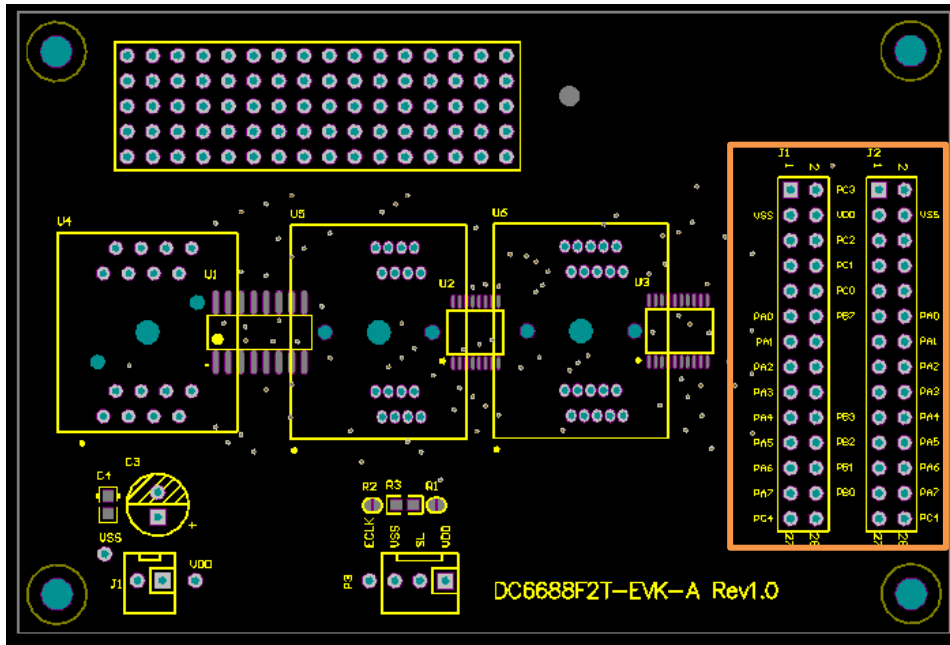 J1 J2
1 2 1 2
PC3
VSS VDD VSS
PC2
PC1
PC0
PA0 PB7 PA0
PA1 PA1
PA2 PA2
PA3 PA3
PA4 PB3 PA4
PA5 PB2 PA5
PA6 PB1 PA6
PA7 PB0 PA7
PC4 PC4
27 28 27 28
U4 U5 U6
U1 U2 U3
C4 C3
+
VSS
J1 VDD
R2 R3 R1
ECLK VSS SL VDD
P3
DC6688F2T-EVK-A Rev1.0